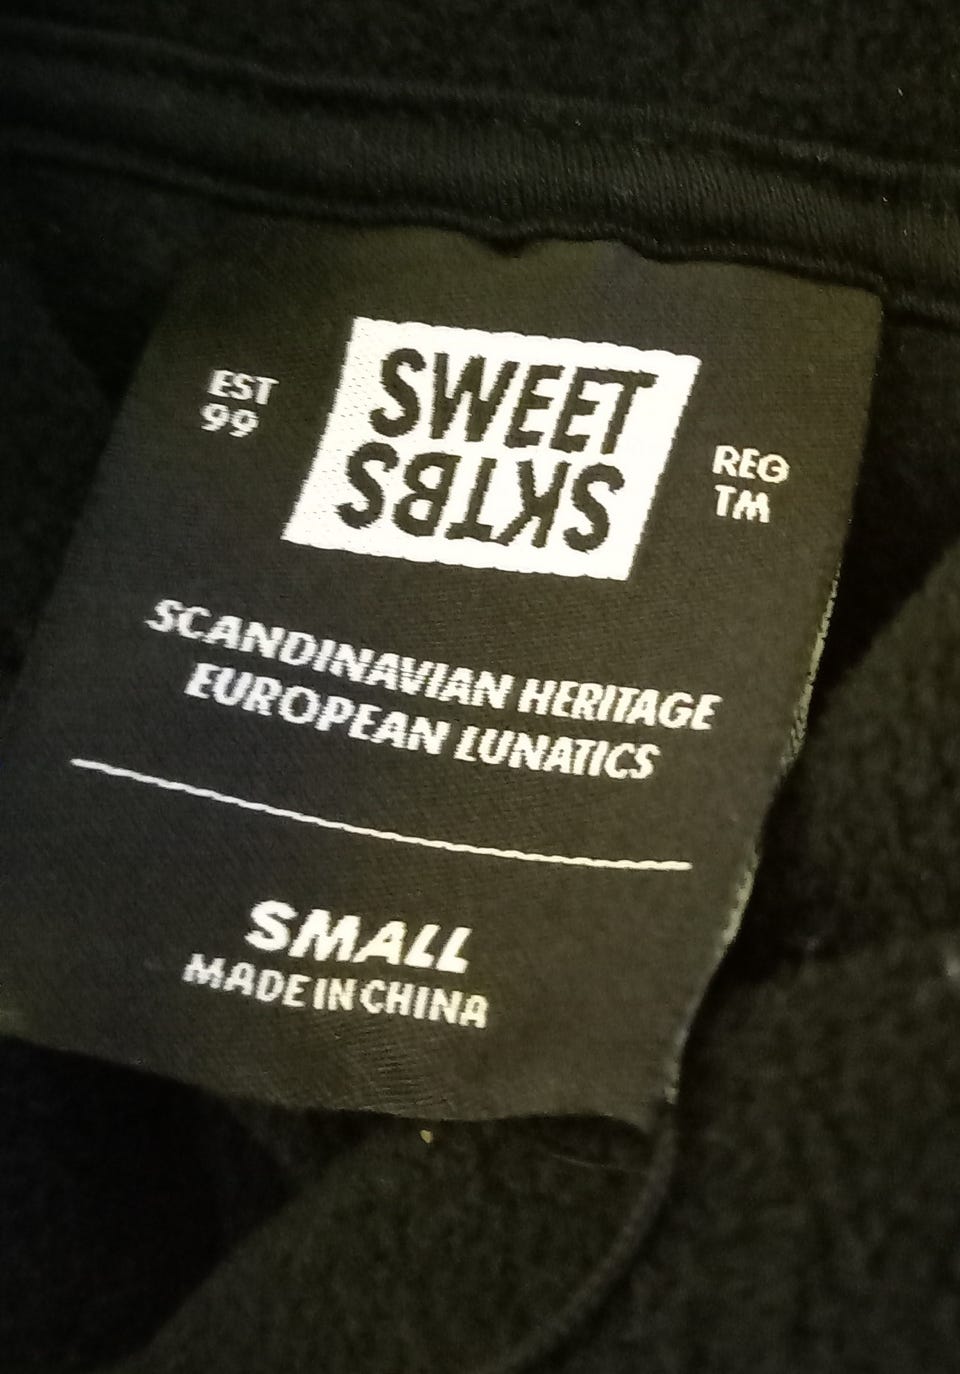 EST
99
SWEET
SKTBS
REG
TM
SCANDINAVIAN HERITAGE
EUROPEAN LUNATICS
SMALL
MADE IN CHINA